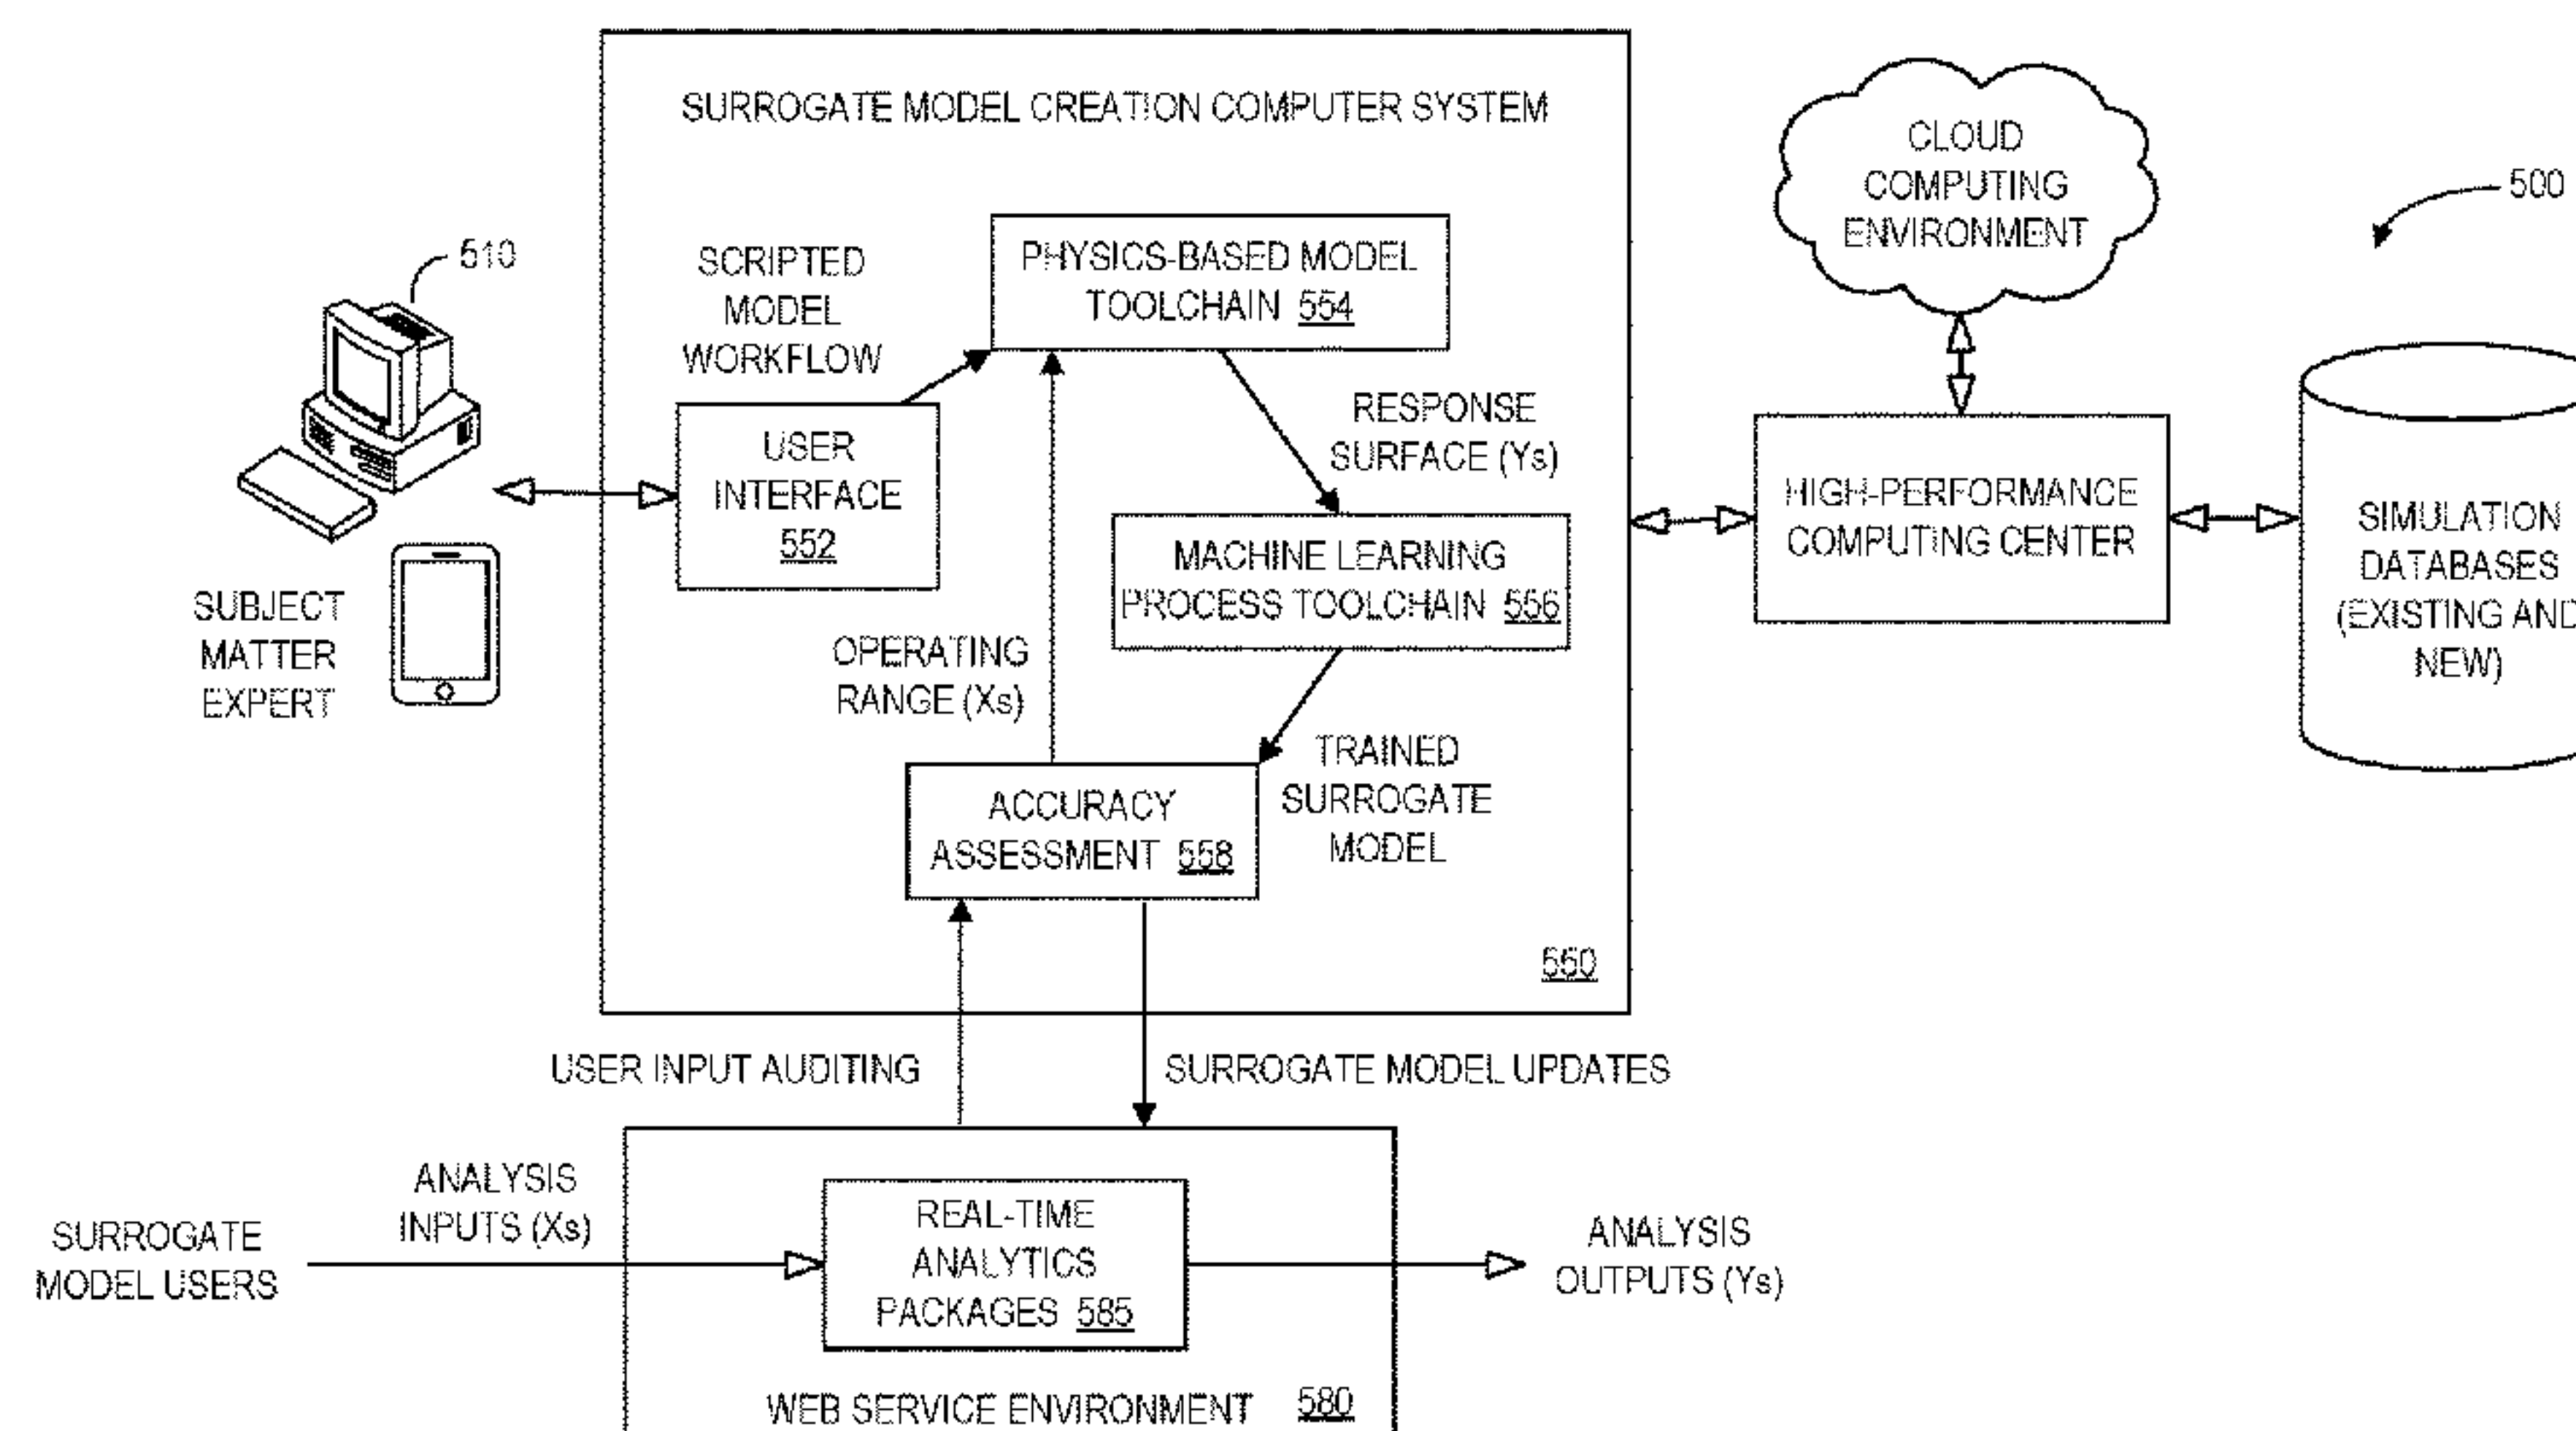 SURROGATE MODEL CREATION COMPUTER SYSTEM
CLOUD
COMPUTING
ENVIRONMENT
500
510
SCRIPTED
MODEL
WORKFLOW
PHYSICS-BASED MODEL
TOOLCHAIN 554
RESPONSE
SURFACE (Ys)
USER
INTERFACE
552
HIGH-PERFORMANCE
COMPUTING CENTER
SIMULATION
DATABASES
(EXISTING AND
NEW)
MACHINE LEARNING
PROCESS TOOLCHAIN 556
SUBJECT
MATTER
EXPERT
OPERATING
RANGE (Xs)
TRAINED
SURROGATE
MODEL
ACCURACY
ASSESSMENT 558
550
USER INPUT AUDITING
SURROGATE MODEL UPDATES
ANALYSIS
INPUTS (Xs)
SURROGATE
MODEL USERS
REAL-TIME
ANALYTICS
PACKAGES 585
ANALYSIS
OUTPUTS (Ys)
WEB SERVICE ENVIRONMENT 580